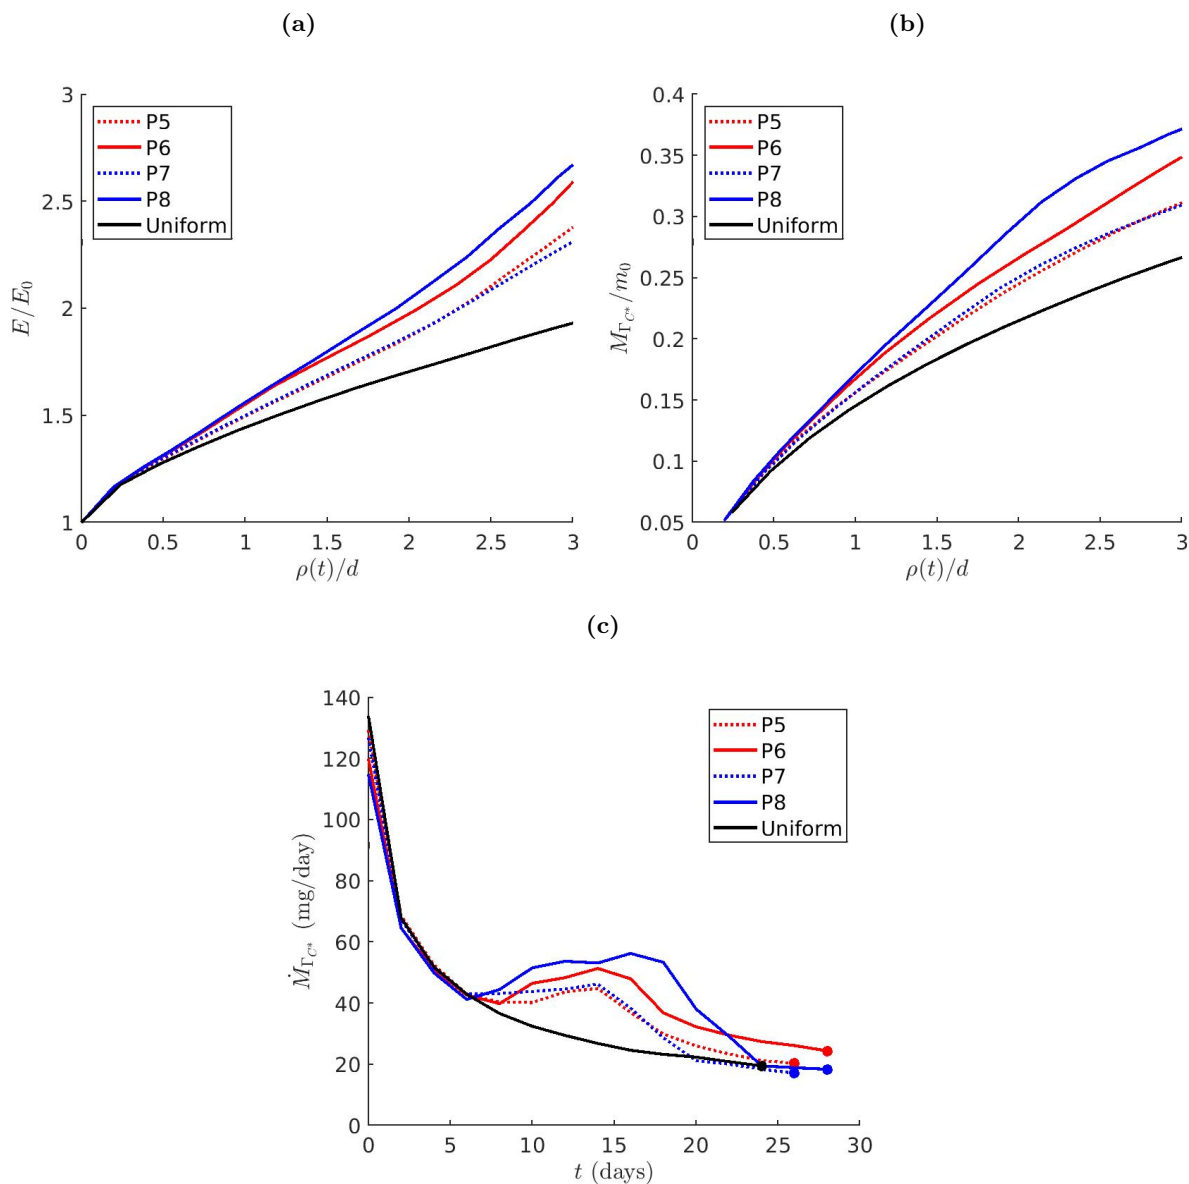 (a)
(b)
3
2.5
2
1.5
1
0
0.5
1
1.5
2
2.5
3
E/E₀
ρ(t)/d
P5
P6
P7
P8
Uniform
0.4
0.35
0.3
0.25
0.2
0.15
0.1
0.05
0
0.5
1
1.5
2
2.5
3
M_{Γ_{C*}}/m₀
ρ(t)/d
P5
P6
P7
P8
Uniform
(c)
140
120
100
80
60
40
20
0
0
5
10
15
20
25
30
Ṁ_{Γ_{C*}} (mg/day)
t (days)
P5
P6
P7
P8
Uniform